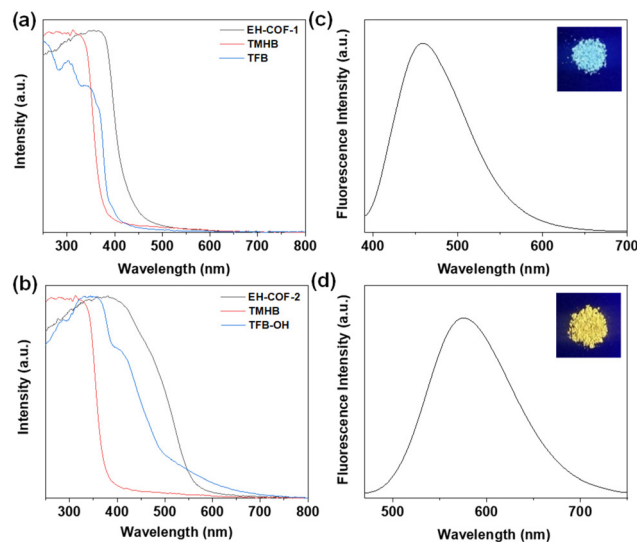 (a)
EH-COF-1
TMHB
TFB
Intensity (a.u.)
300 400 500 600 700 800
Wavelength (nm)
(c)
Fluorescence Intensity (a.u.)
400 500 600 700
Wavelength (nm)
(b)
EH-COF-2
TMHB
TFB-OH
Intensity (a.u.)
300 400 500 600 700 800
Wavelength (nm)
(d)
Fluorescence Intensity (a.u.)
500 600 700
Wavelength (nm)